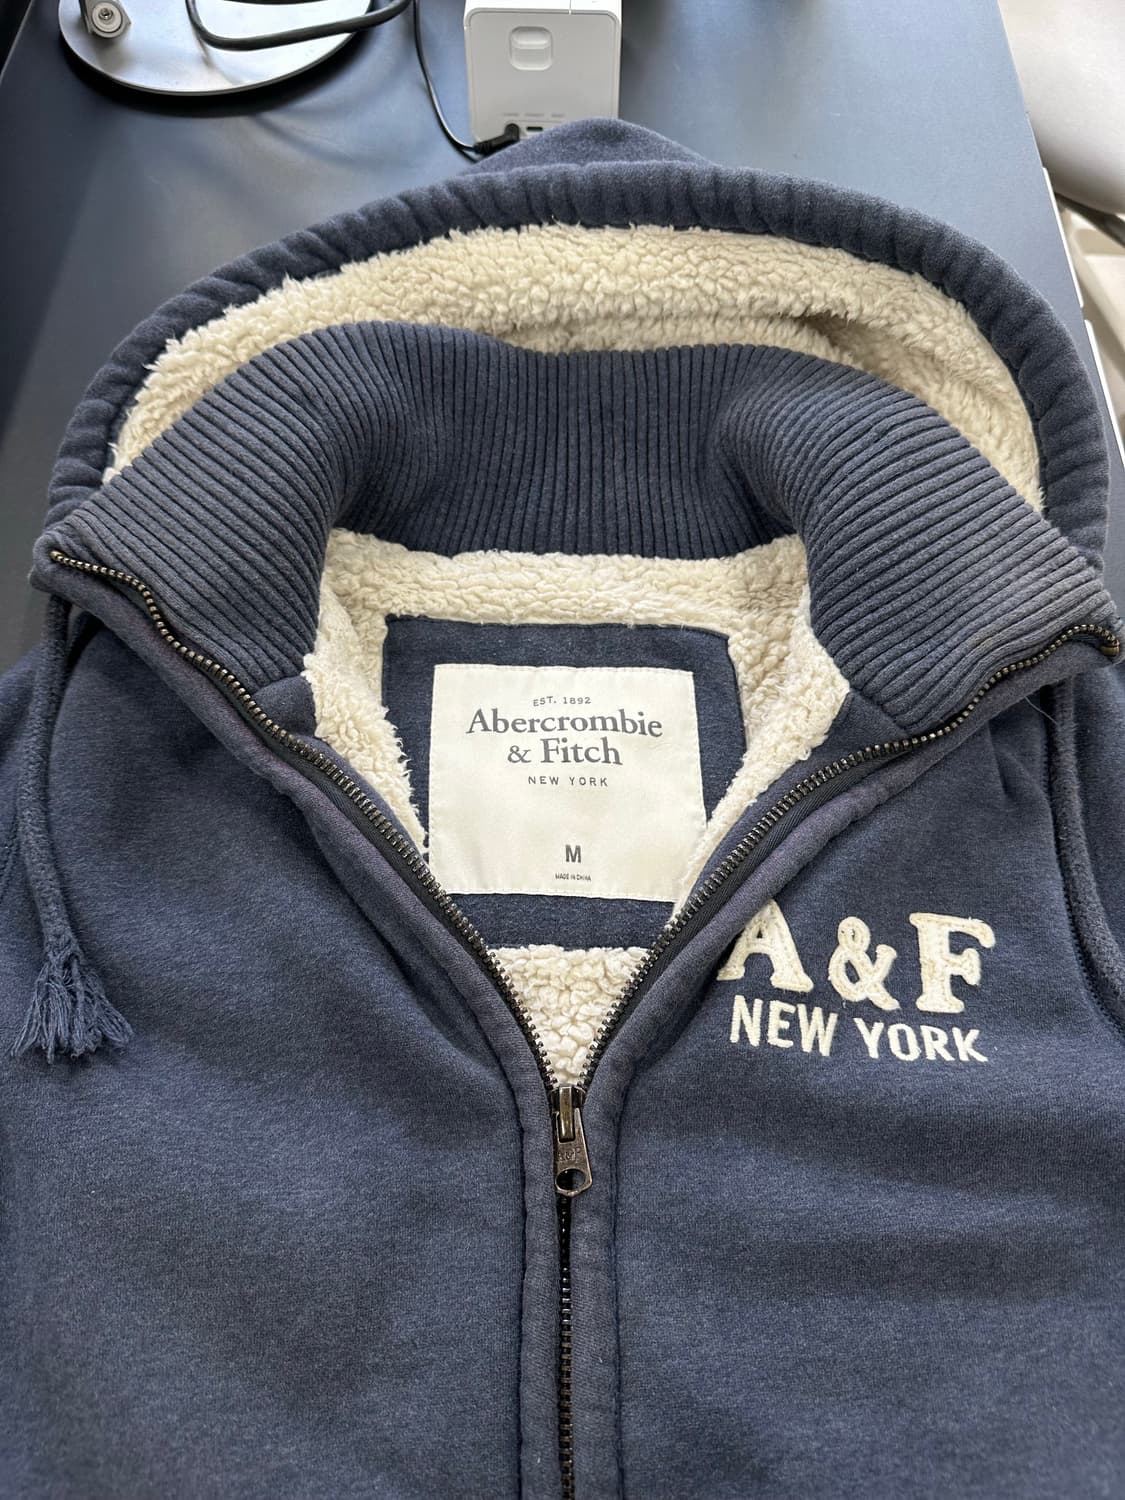 EST. 1892
Abercrombie
& Fitch
NEW YORK
M
MADE IN CHINA
A & F
NEW YORK
A&F